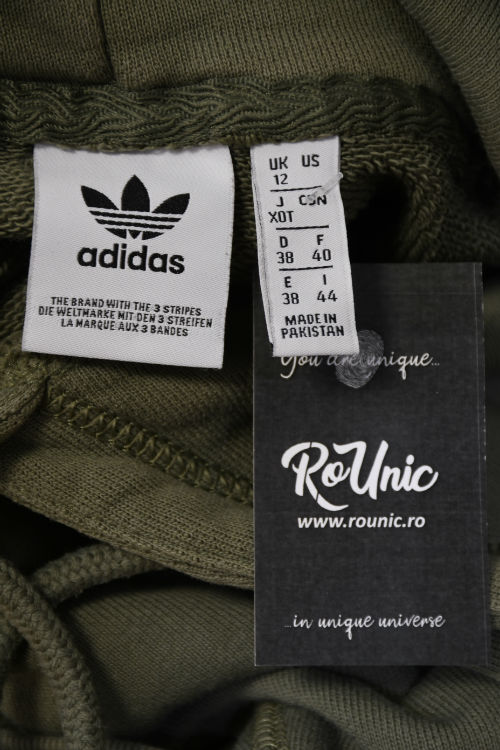 adidas
THE BRAND WITH THE 3 STRIPES
DIE WELTMARKE MIT DEN 3 STREIFEN
LA MARQUE AUX 3 BANDES
UK US
12
J CSN
XOT
D F
38 40
E I
38 44
MADE IN
PAKISTAN
You are unique...
RoUnic
www.rounic.ro
...in unique universe